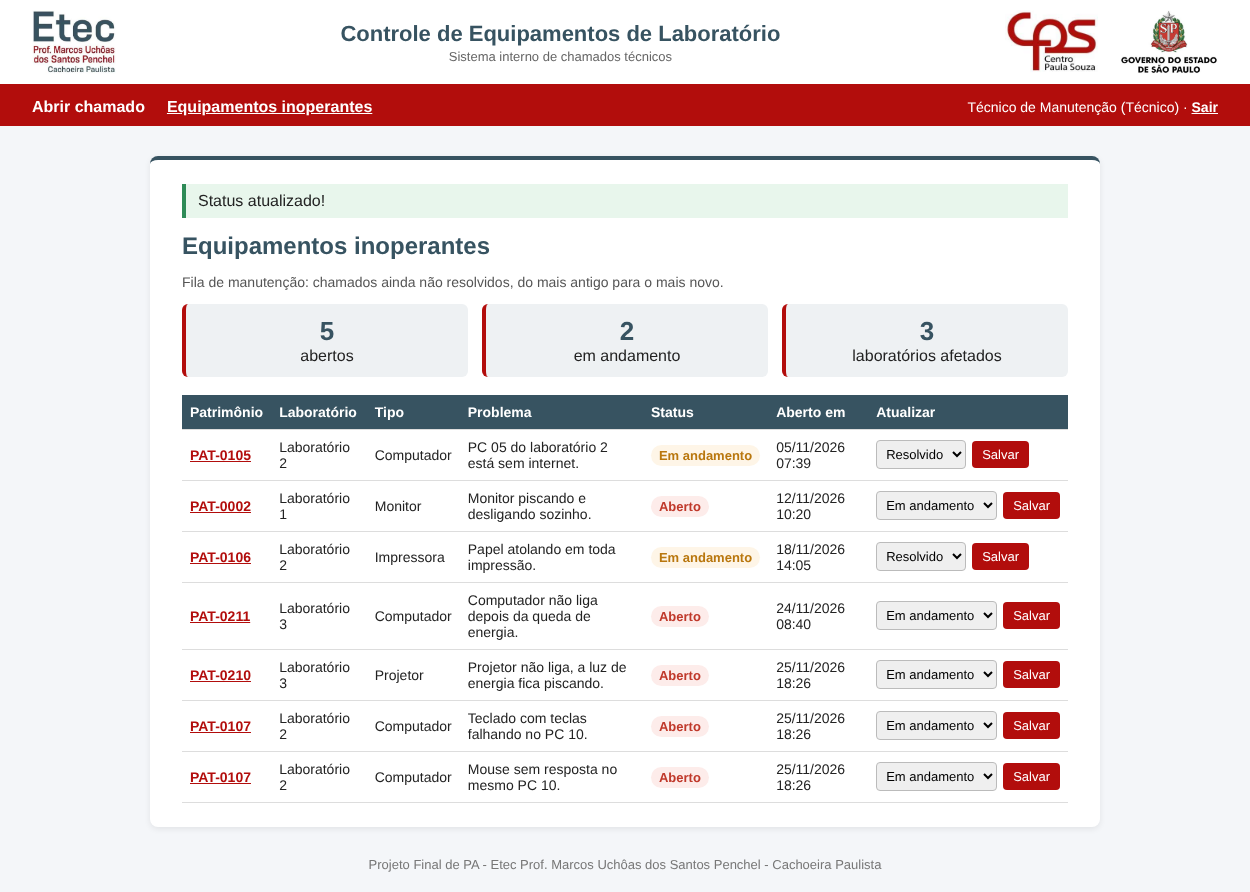 Etec
Prof. Marcos Uchôas
dos Santos Penchel
Cachoeira Paulista
Controle de Equipamentos de Laboratório
Sistema interno de chamados técnicos
CPS
Centro
Paula Souza
SP
GOVERNO DO ESTADO
DE SÃO PAULO
Abrir chamado Equipamentos inoperantes Técnico de Manutenção (Técnico) · Sair
Status atualizado!
Equipamentos inoperantes
Fila de manutenção: chamados ainda não resolvidos, do mais antigo para o mais novo.
5
abertos
2
em andamento
3
laboratórios afetados
Patrimônio Laboratório Tipo Problema Status Aberto em Atualizar
PAT-0105 Laboratório 2 Computador PC 05 do laboratório 2 está sem internet. Em andamento 05/11/2026 07:39 Resolvido Salvar
PAT-0002 Laboratório 1 Monitor Monitor piscando e desligando sozinho. Aberto 12/11/2026 10:20 Em andamento Salvar
PAT-0106 Laboratório 2 Impressora Papel atolando em toda impressão. Em andamento 18/11/2026 14:05 Resolvido Salvar
PAT-0211 Laboratório 3 Computador Computador não liga depois da queda de energia. Aberto 24/11/2026 08:40 Em andamento Salvar
PAT-0210 Laboratório 3 Projetor Projetor não liga, a luz de energia fica piscando. Aberto 25/11/2026 18:26 Em andamento Salvar
PAT-0107 Laboratório 2 Computador Teclado com teclas falhando no PC 10. Aberto 25/11/2026 18:26 Em andamento Salvar
PAT-0107 Laboratório 2 Computador Mouse sem resposta no mesmo PC 10. Aberto 25/11/2026 18:26 Em andamento Salvar
Projeto Final de PA - Etec Prof. Marcos Uchôas dos Santos Penchel - Cachoeira Paulista